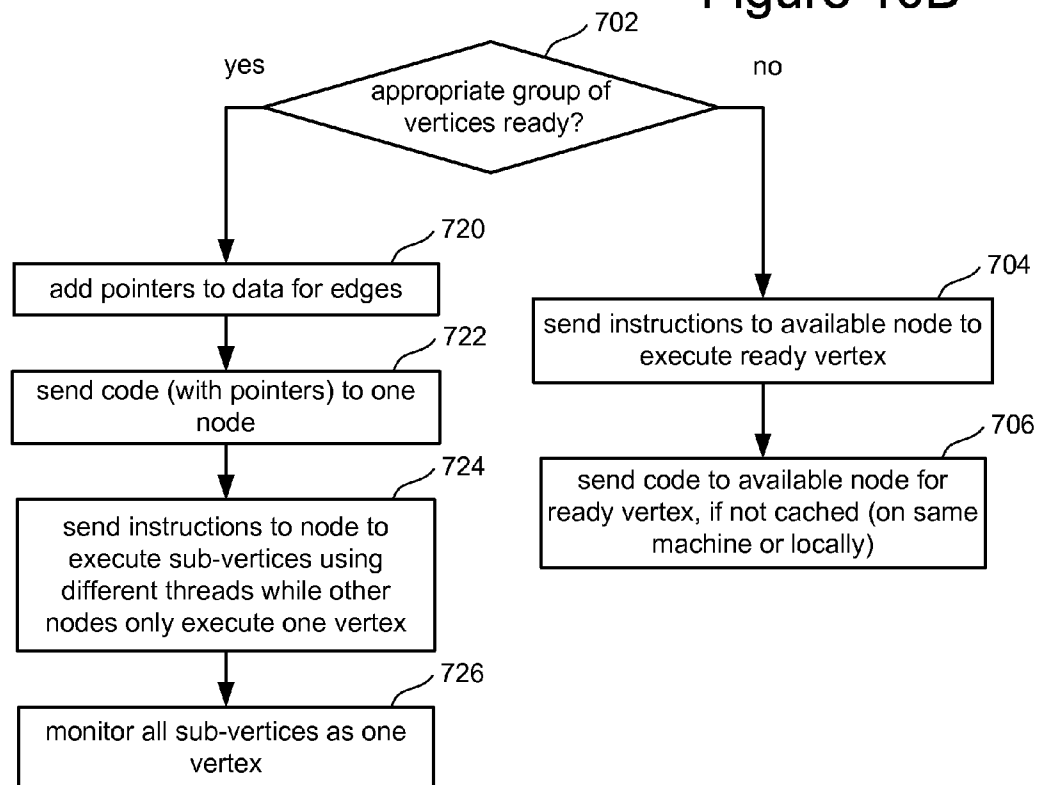 Figure 10B
702
yes
no
appropriate group of
vertices ready?
720
add pointers to data for edges
722
send code (with pointers) to one
node
724
send instructions to node to
execute sub-vertices using
different threads while other
nodes only execute one vertex
726
monitor all sub-vertices as one
vertex
704
send instructions to available node to
execute ready vertex
706
send code to available node for
ready vertex, if not cached (on same
machine or locally)